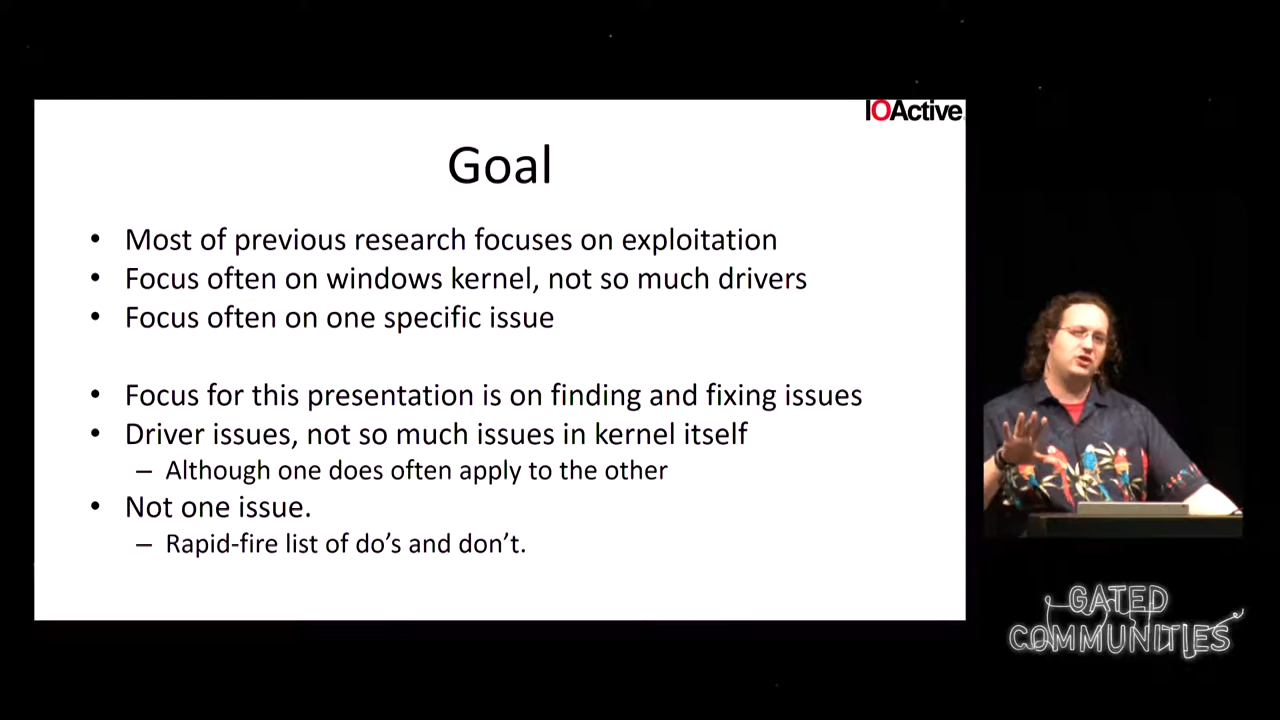 IOActive
Goal
• Most of previous research focuses on exploitation
• Focus often on windows kernel, not so much drivers
• Focus often on one specific issue
• Focus for this presentation is on finding and fixing issues
• Driver issues, not so much issues in kernel itself
– Although one does often apply to the other
• Not one issue.
– Rapid-fire list of do’s and don’t.
GATED
COMMUNITIES